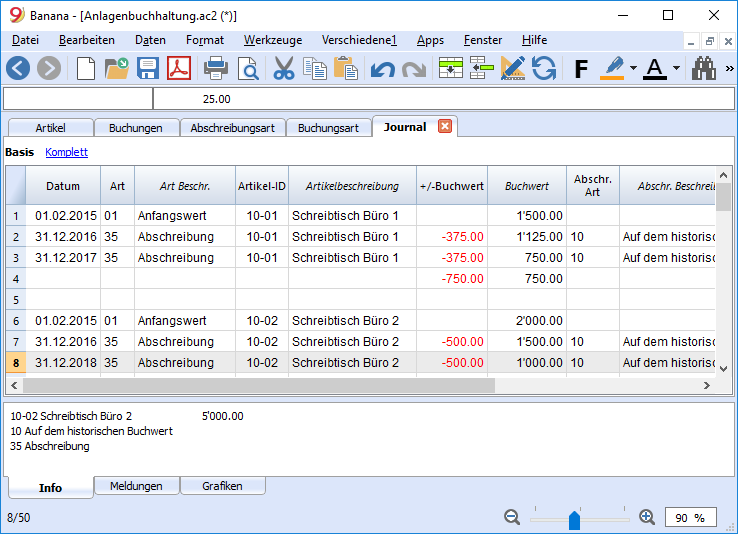 9 Banana - [Anlagenbuchhaltung.ac2 (*)]
Datei Bearbeiten Daten Format Werkzeuge Verschiedene1 Apps Fenster Hilfe
F A »
25.00
Artikel Buchungen Abschreibungsart Buchungsart Journal
Basis Komplett
Datum Art Art Beschr. Artikel-ID Artikelbeschreibung +/-Buchwert Buchwert Abschr. Art Abschr. Beschreib
1 01.02.2015 01 Anfangswert 10-01 Schreibtisch Büro 1 1'500.00
2 31.12.2016 35 Abschreibung 10-01 Schreibtisch Büro 1 -375.00 1'125.00 10 Auf dem historisc
3 31.12.2017 35 Abschreibung 10-01 Schreibtisch Büro 1 -375.00 750.00 10 Auf dem historisc
4 -750.00 750.00
5
6 01.02.2015 01 Anfangswert 10-02 Schreibtisch Büro 2 2'000.00
7 31.12.2016 35 Abschreibung 10-02 Schreibtisch Büro 2 -500.00 1'500.00 10 Auf dem historisc
8 31.12.2018 35 Abschreibung 10-02 Schreibtisch Büro 2 -500.00 1'000.00 10 Auf dem historisc
10-02 Schreibtisch Büro 2 5'000.00
10 Auf dem historischen Buchwert
35 Abschreibung
Info Meldungen Grafiken
8/50 90 %